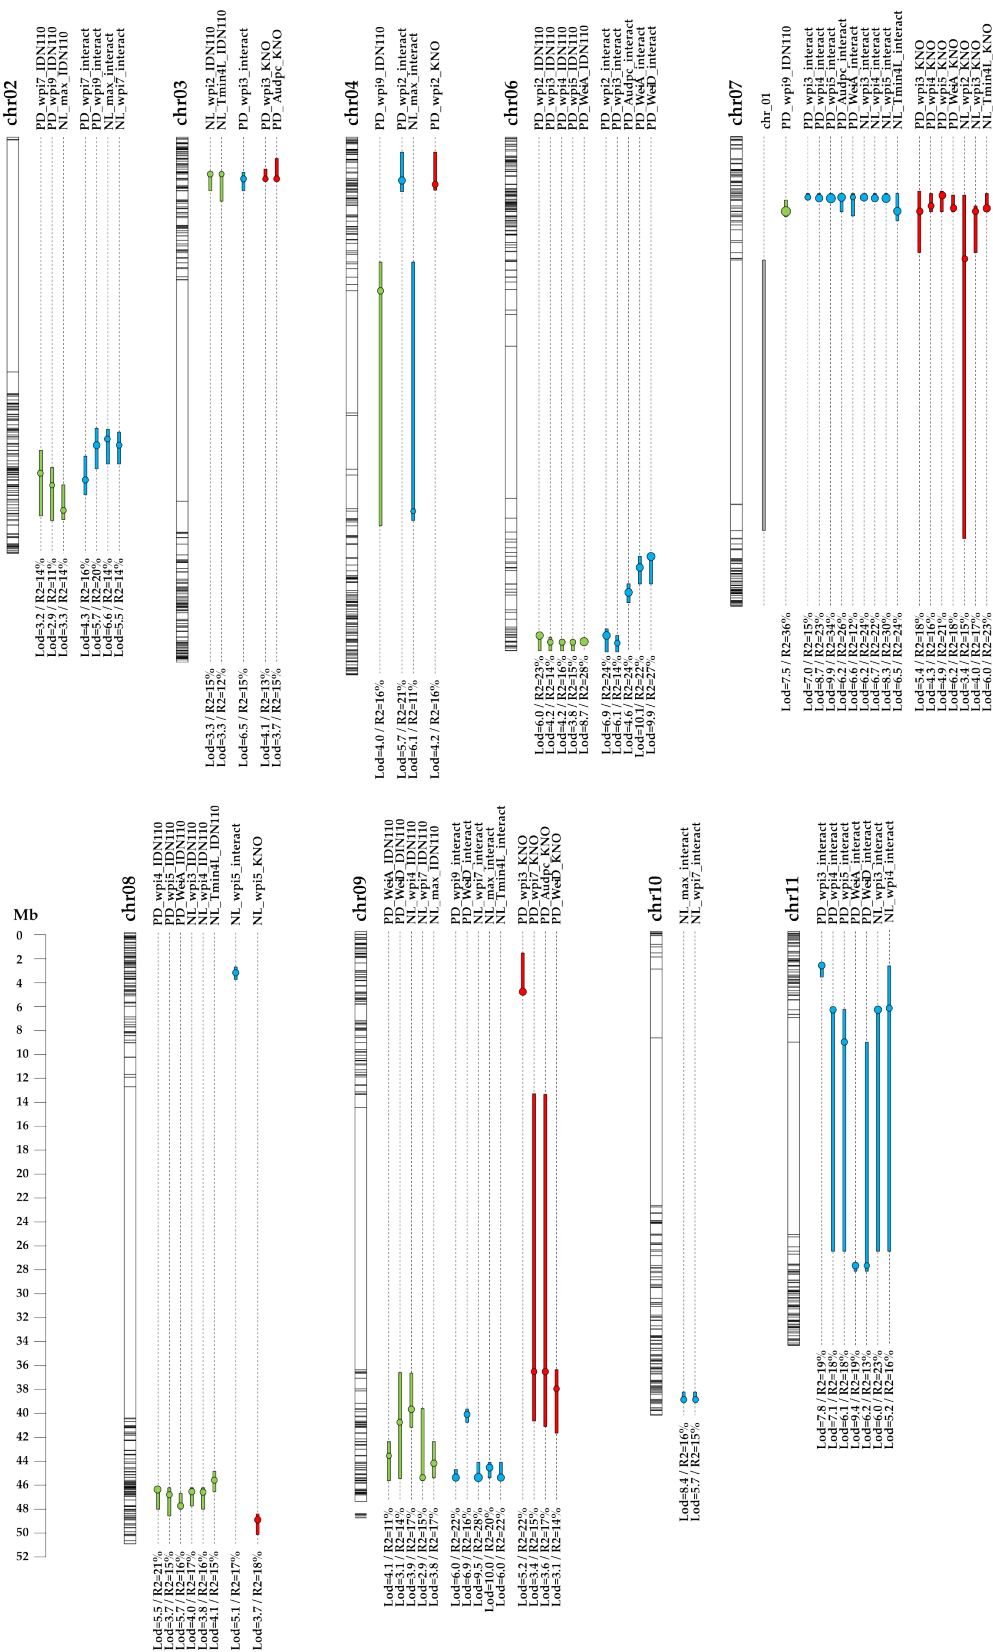 chr02
PD_wpi7_IDN110
PD_wpi9_IDN110
NL_max_IDN110
PD_wpi7_interact
PD_wpi9_interact
NL_max_interact
NL_wpi7_interact
Lod=3.2 / R2=14%
Lod=2.9 / R2=11%
Lod=3.3 / R2=14%
Lod=4.3 / R2=16%
Lod=5.7 / R2=20%
Lod=6.6 / R2=14%
Lod=5.5 / R2=14%
chr03
NL_wpi2_IDN110
NL_Tmin4L_IDN110
PD_wpi3_interact
PD_wpi3_KNO
PD_Audpc_KNO
Lod=3.3 / R2=15%
Lod=3.3 / R2=12%
Lod=6.5 / R2=15%
Lod=4.1 / R2=13%
Lod=3.7 / R2=15%
chr04
PD_wpi9_IDN110
PD_wpi2_interact
NL_max_interact
PD_wpi2_KNO
Lod=4.0 / R2=16%
Lod=5.7 / R2=21%
Lod=6.1 / R2=11%
Lod=4.2 / R2=16%
chr06
PD_wpi2_IDN110
PD_wpi3_IDN110
PD_wpi4_IDN110
PD_wpi5_IDN110
PD_WetA_IDN110
PD_wpi2_interact
PD_wpi3_interact
PD_Audpc_interact
PD_WetA_interact
PD_WetD_interact
Lod=6.0 / R2=23%
Lod=4.2 / R2=14%
Lod=4.2 / R2=16%
Lod=3.8 / R2=15%
Lod=8.7 / R2=28%
Lod=6.9 / R2=24%
Lod=6.1 / R2=14%
Lod=4.6 / R2=24%
Lod=10.1 / R2=22%
Lod=9.9 / R2=27%
chr07
chr_01
PD_wpi9_IDN110
PD_wpi3_interact
PD_wpi4_interact
PD_wpi5_interact
PD_Audpc_interact
PD_WetA_interact
NL_wpi3_interact
NL_wpi4_interact
NL_wpi5_interact
NL_Tmin4L_interact
PD_wpi3_KNO
PD_wpi4_KNO
PD_wpi5_KNO
PD_WetA_KNO
NL_wpi2_KNO
NL_wpi3_KNO
NL_Tmin4L_KNO
Lod=7.5 / R2=36%
Lod=7.0 / R2=15%
Lod=8.7 / R2=23%
Lod=9.9 / R2=34%
Lod=6.2 / R2=26%
Lod=6.6 / R2=12%
Lod=6.2 / R2=24%
Lod=6.7 / R2=22%
Lod=8.3 / R2=30%
Lod=6.5 / R2=24%
Lod=5.4 / R2=18%
Lod=4.3 / R2=16%
Lod=4.9 / R2=21%
Lod=6.2 / R2=18%
Lod=3.4 / R2=15%
Lod=4.0 / R2=17%
Lod=6.0 / R2=23%
Mb
0
2
4
6
8
10
12
14
16
18
20
22
24
26
28
30
32
34
36
38
40
42
44
46
48
50
52
chr08
PD_wpi4_IDN110
PD_wpi5_IDN110
PD_WetA_IDN110
NL_wpi3_IDN110
NL_wpi4_IDN110
NL_Tmin4L_IDN110
NL_wpi5_interact
NL_wpi5_KNO
Lod=5.5 / R2=21%
Lod=3.7 / R2=15%
Lod=5.7 / R2=16%
Lod=4.0 / R2=17%
Lod=3.8 / R2=16%
Lod=4.1 / R2=15%
Lod=5.1 / R2=17%
Lod=3.7 / R2=18%
chr09
PD_WetA_IDN110
PD_WetD_DIN110
NL_wpi4_IDN110
NL_wpi7_IDN110
NL_max_IDN110
PD_wpi9_interact
PD_WetD_interact
NL_wpi7_interact
NL_max_interact
NL_Tmin4L_interact
PD_wpi3_KNO
PD_wpi7_KNO
PD_Audpc_KNO
PD_WetD_KNO
Lod=4.1 / R2=11%
Lod=3.1 / R2=14%
Lod=3.9 / R2=17%
Lod=2.9 / R2=15%
Lod=3.8 / R2=17%
Lod=6.0 / R2=22%
Lod=6.9 / R2=16%
Lod=9.5 / R2=28%
Lod=10.0 / R2=20%
Lod=6.0 / R2=22%
Lod=5.2 / R2=22%
Lod=3.4 / R2=15%
Lod=3.6 / R2=17%
Lod=3.1 / R2=14%
chr10
NL_max_interact
NL_wpi7_interact
Lod=8.4 / R2=16%
Lod=5.7 / R2=15%
chr11
PD_wpi3_interact
PD_wpi4_interact
PD_wpi5_interact
PD_WetA_interact
PD_WetD_interact
NL_wpi3_interact
NL_wpi4_interact
Lod=7.8 / R2=19%
Lod=7.1 / R2=18%
Lod=6.1 / R2=18%
Lod=9.4 / R2=19%
Lod=6.2 / R2=13%
Lod=6.0 / R2=23%
Lod=5.2 / R2=16%